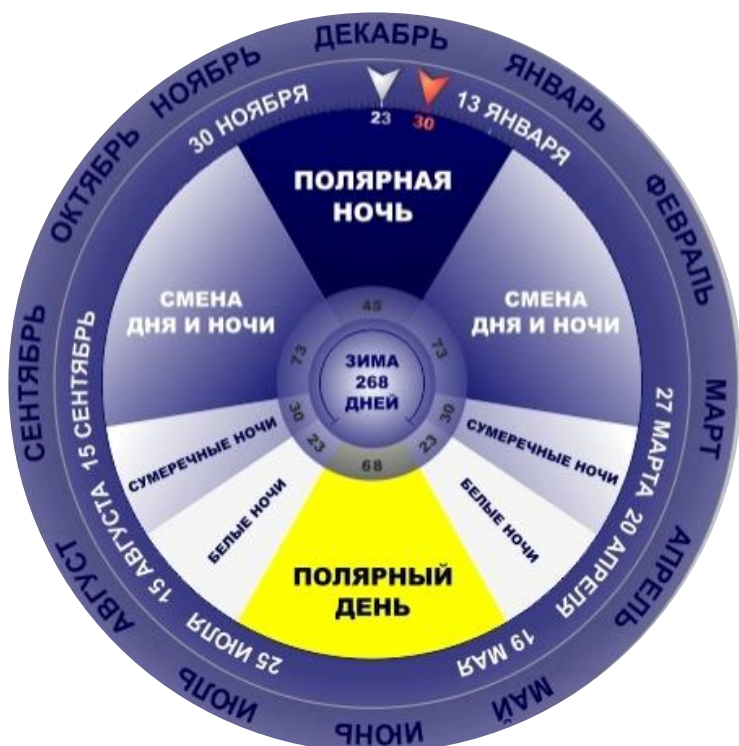 ДЕКАБРЬ
ЯНВАРЬ
ФЕВРАЛЬ
МАРТ
АПРЕЛЬ
МАЙ
ИЮНЬ
ИЮЛЬ
АВГУСТ
СЕНТЯБРЬ
ОКТЯБРЬ
НОЯБРЬ
30 НОЯБРЯ
23
30
13 ЯНВАРЯ
27 МАРТА
20 АПРЕЛЯ
19 МАЯ
25 ИЮЛЯ
15 АВГУСТА
15 СЕНТЯБРЬ
ПОЛЯРНАЯ
НОЧЬ
СМЕНА
ДНЯ И НОЧИ
СМЕНА
ДНЯ И НОЧИ
СУМЕРЕЧНЫЕ НОЧИ
СУМЕРЕЧНЫЕ НОЧИ
БЕЛЫЕ НОЧИ
БЕЛЫЕ НОЧИ
ПОЛЯРНЫЙ
ДЕНЬ
45
73
30
23
68
23
30
73
ЗИМА
268
ДНЕЙ